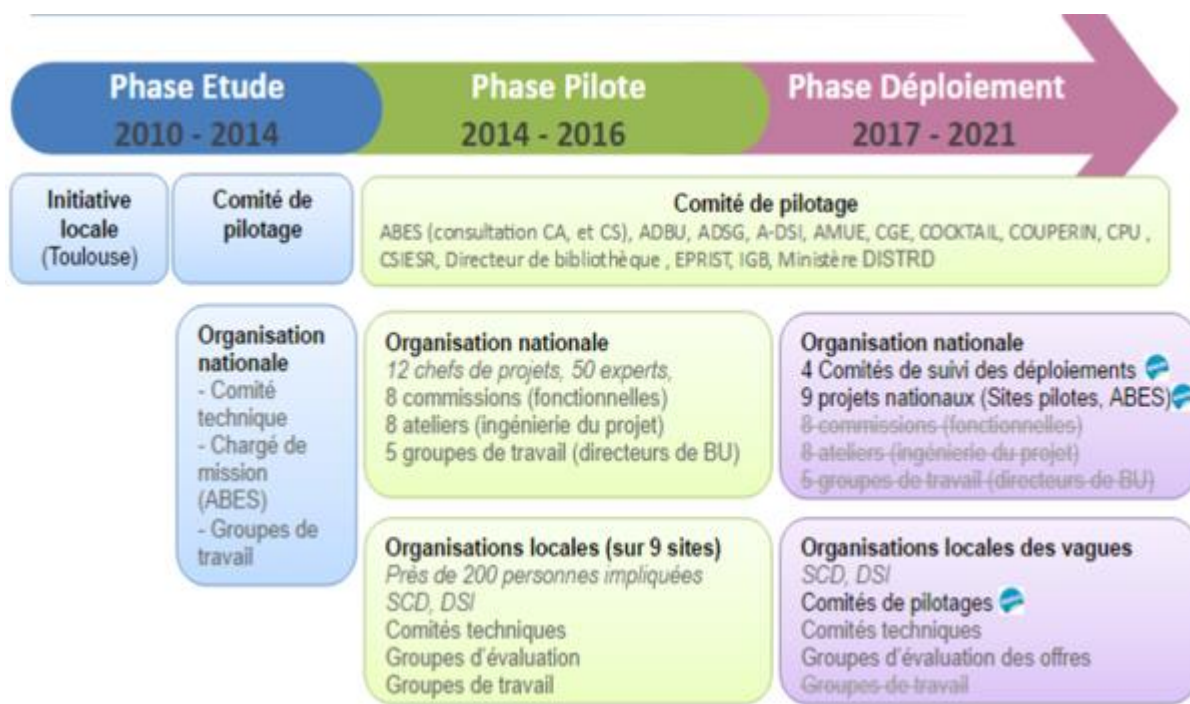 Phase Etude
2010 - 2014
Phase Pilote
2014 - 2016
Phase Déploiement
2017 - 2021
Initiative
locale
(Toulouse)
Comité de
pilotage
Comité de pilotage
ABES (consultation CA, et CS), ADBU, ADSG, A-DSI, AMUE, CGE, COCKTAIL, COUPERIN, CPU ,
CSIESR, Directeur de bibliothèque , EPRIST, IGB, Ministère DISTRD
Organisation
nationale
- Comité
technique
- Chargé de
mission
(ABES)
- Groupes de
travail
Organisation nationale
12 chefs de projets, 50 experts,
8 commissions (fonctionnelles)
8 ateliers (ingénierie du projet)
5 groupes de travail (directeurs de BU)
Organisation nationale
4 Comités de suivi des déploiements
9 projets nationaux (Sites pilotes, ABES)
8 commissions (fonctionnelles)
8 ateliers (ingénierie du projet)
5 groupes de travail (directeurs de BU)
Organisations locales (sur 9 sites)
Près de 200 personnes impliquées
SCD, DSI
Comités techniques
Groupes d'évaluation
Groupes de travail
Organisations locales des vagues
SCD, DSI
Comités de pilotages
Comités techniques
Groupes d'évaluation des offres
Groupes de travail